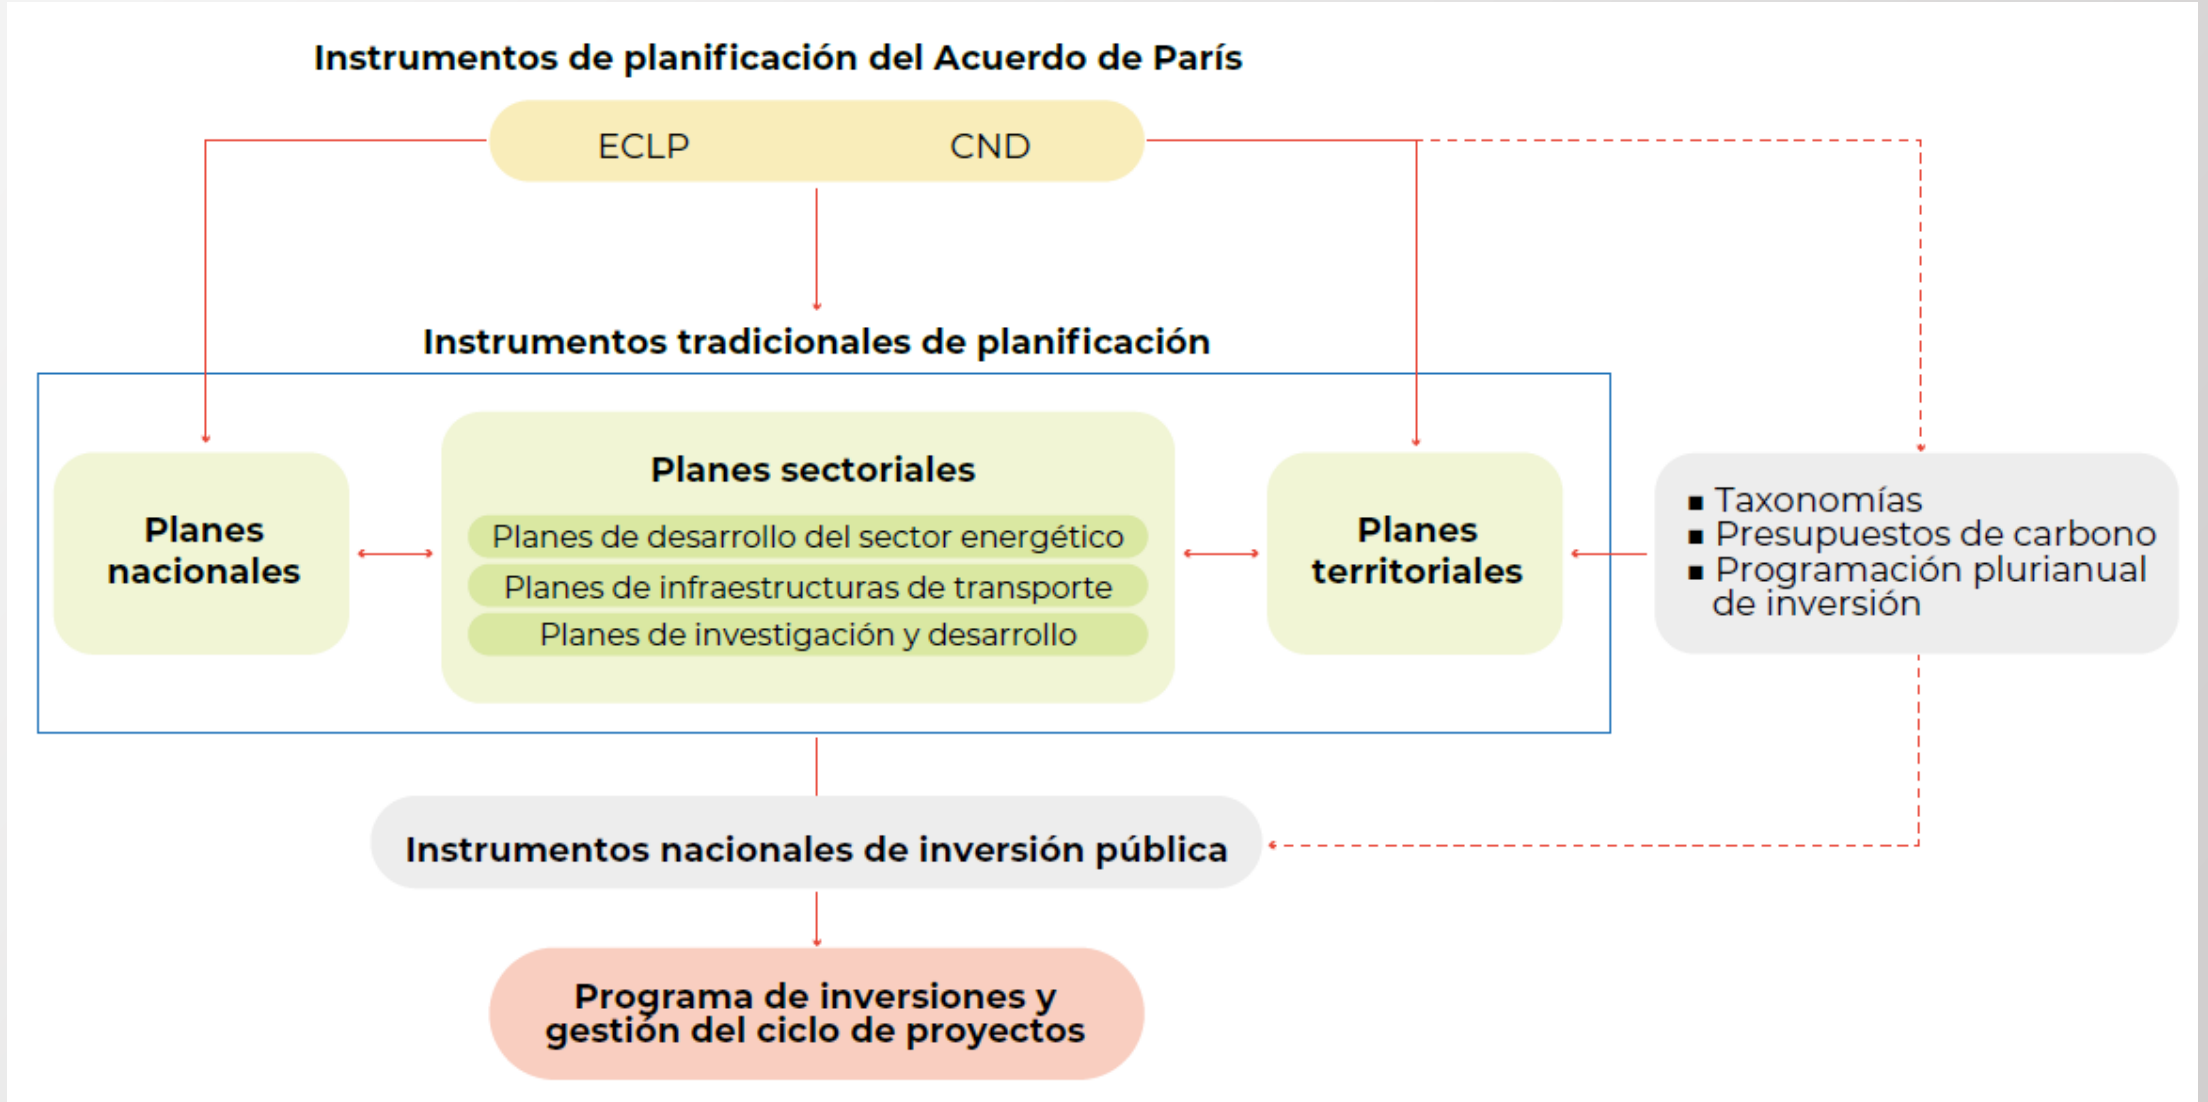 Instrumentos de planificación del Acuerdo de París
ECLP
CND
Instrumentos tradicionales de planificación
Planes
nacionales
Planes sectoriales
Planes de desarrollo del sector energético
Planes de infraestructuras de transporte
Planes de investigación y desarrollo
Planes
territoriales
▪ Taxonomías
▪ Presupuestos de carbono
▪ Programación plurianual
de inversión
Instrumentos nacionales de inversión pública
Programa de inversiones y
gestión del ciclo de proyectos